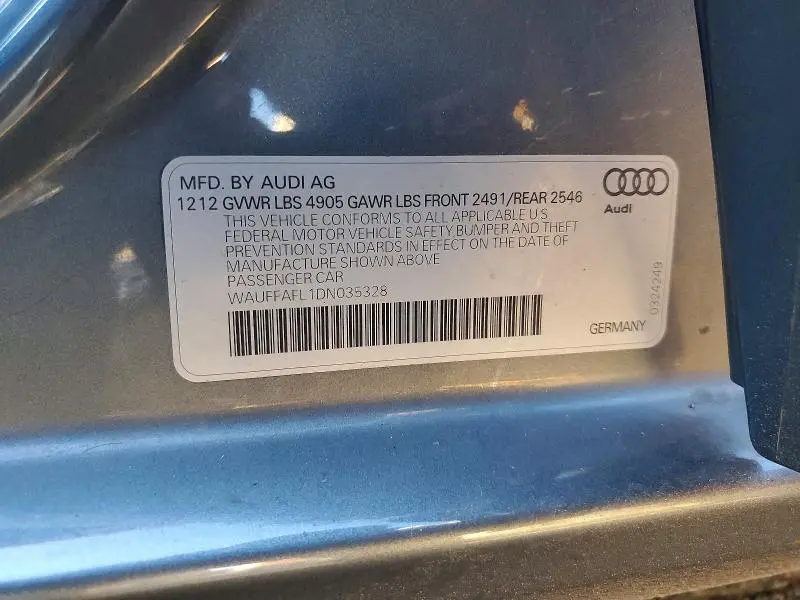 MFD. BY AUDI AG
1212 GVWR LBS 4905 GAWR LBS FRONT 2491/REAR 2546
THIS VEHICLE CONFORMS TO ALL APPLICABLE U S
FEDERAL MOTOR VEHICLE SAFETY BUMPER AND THEFT
PREVENTION STANDARDS IN EFFECT ON THE DATE OF
MANUFACTURE SHOWN ABOVE
PASSENGER CAR
WAUFFAFL1DN035328
Audi
0324249
GERMANY